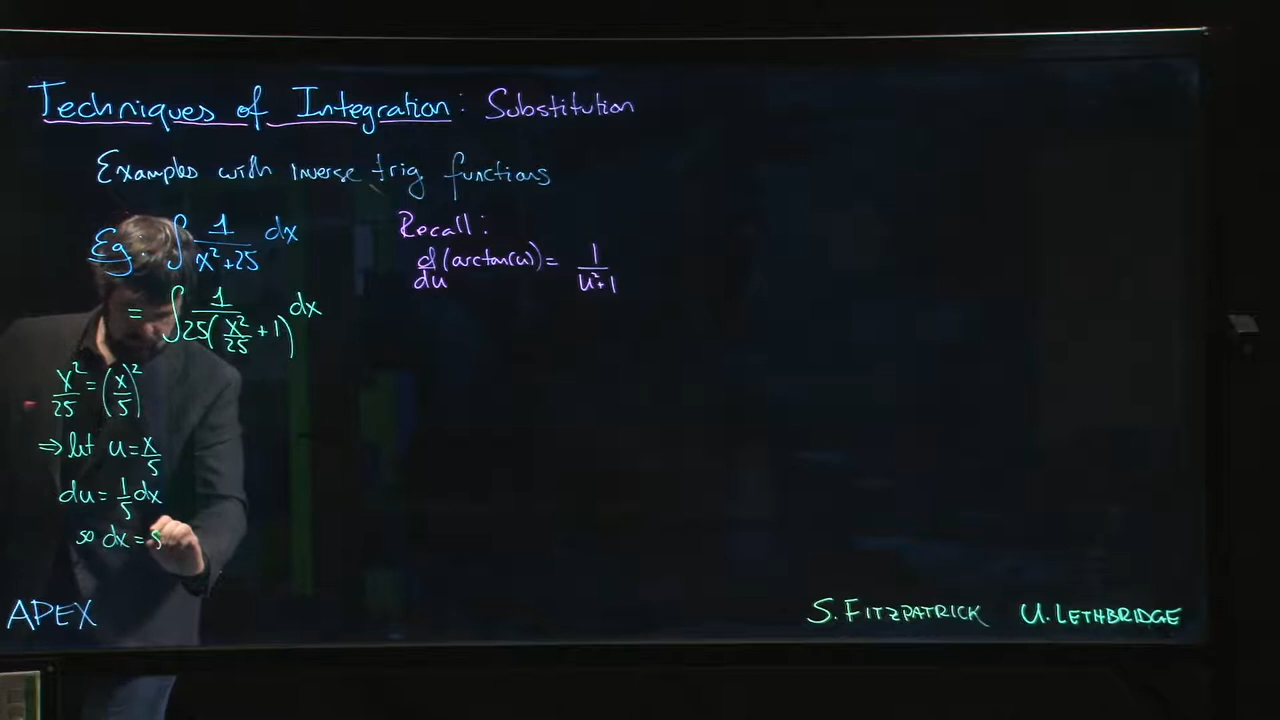 Techniques of Integration: Substitution
Examples with inverse trig functions
Eg: ∫ 1/(x²+25) dx
= ∫ 1/(25(x²/25 + 1)) dx
x²/25 = (x/5)²
⇒ let u = x/5
du = 1/5 dx
so dx = 5
Recall:
d/du (arctan(u)) = 1/(u²+1)
APEX
S. FITZPATRICK U. LETHBRIDGE